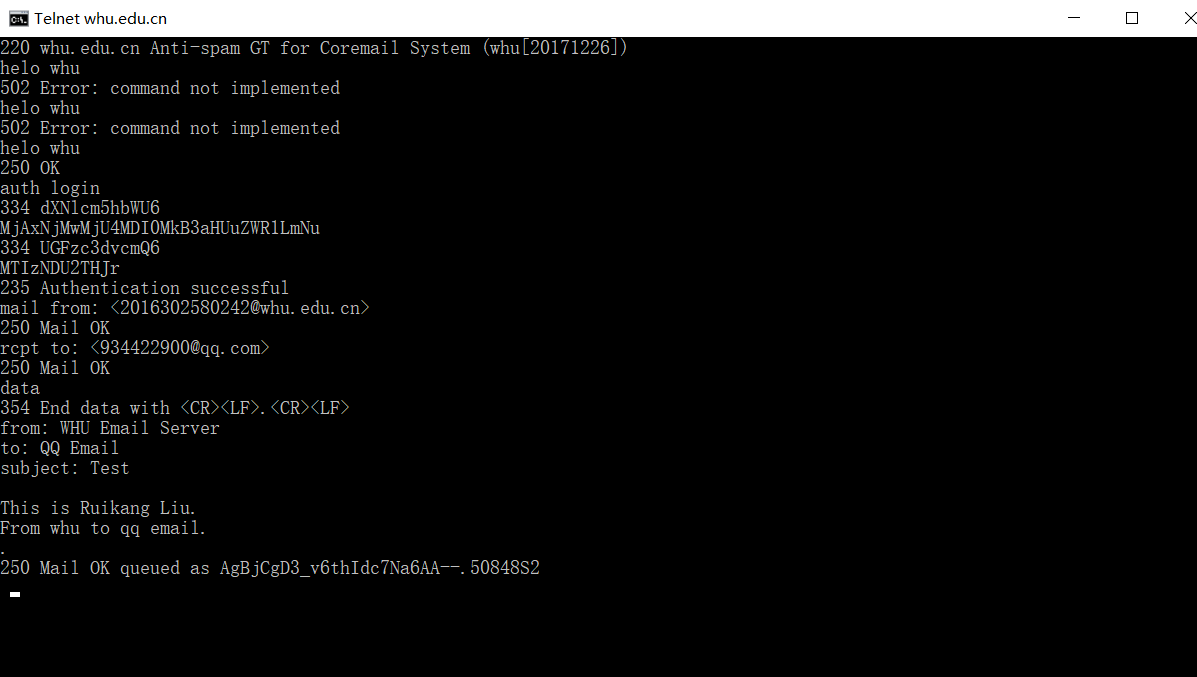 Telnet whu.edu.cn
220 whu.edu.cn Anti-spam GT for Coremail System (whu[20171226])
helo whu
502 Error: command not implemented
helo whu
502 Error: command not implemented
helo whu
250 OK
auth login
334 dXNlcm5hbWU6
MjAxNjMwMjU4MDI0MkB3aHUuZWR1LmNu
334 UGFzc3dvcmQ6
MTIzNDU2THJr
235 Authentication successful
mail from: <2016302580242@whu.edu.cn>
250 Mail OK
rcpt to: <934422900@qq.com>
250 Mail OK
data
354 End data with <CR><LF>.<CR><LF>
from: WHU Email Server
to: QQ Email
subject: Test
This is Ruikang Liu.
From whu to qq email.
.
250 Mail OK queued as AgBjCgD3_v6thIdc7Na6AA--.50848S2